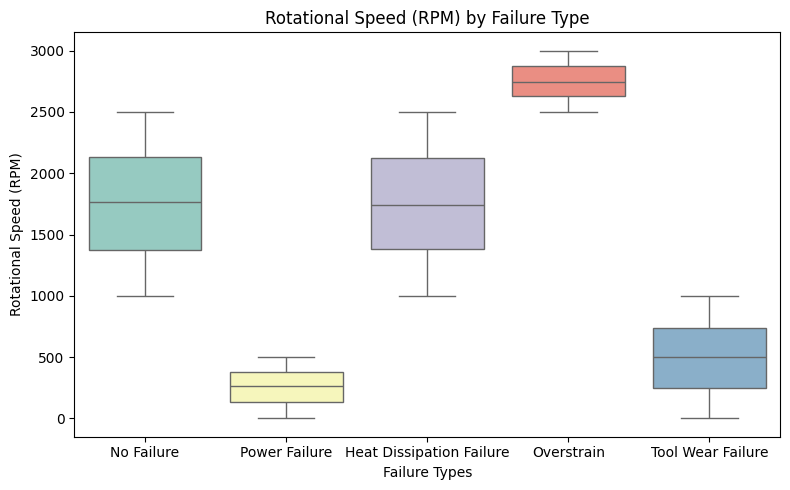 Rotational Speed (RPM) by Failure Type
Rotational Speed (RPM)
3000
2500
2000
1500
1000
500
0
No Failure
Power Failure
Heat Dissipation Failure
Overstrain
Tool Wear Failure
Failure Types